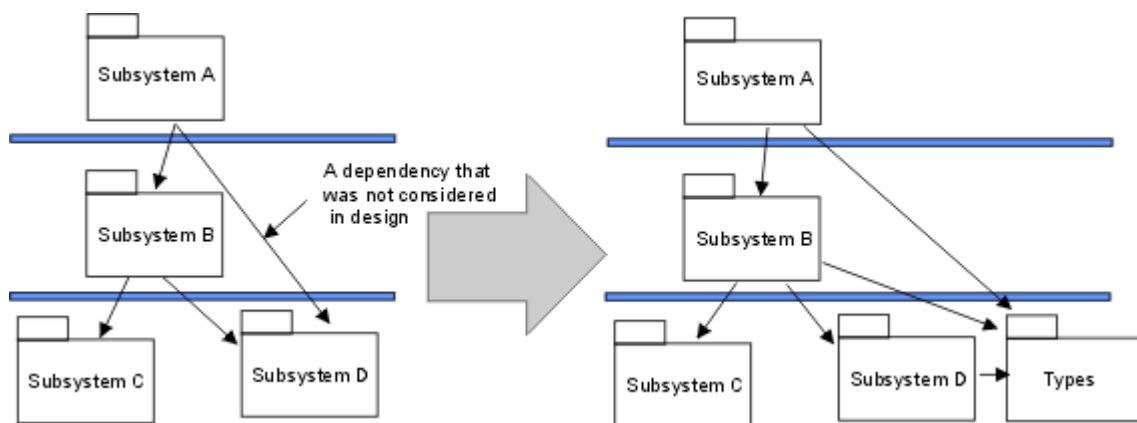 Subsystem A
A dependency that
was not considered
in design
Subsystem B
Subsystem C
Subsystem D
Subsystem A
Subsystem B
Subsystem C
Subsystem D
Types